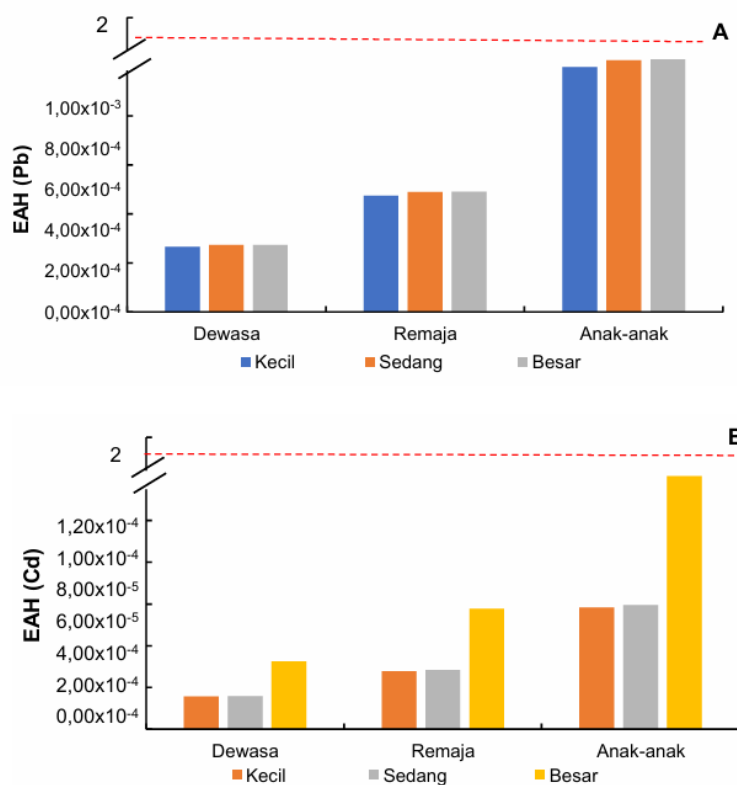 2
A
EAH (Pb)
1,00x10⁻³
8,00x10⁻⁴
6,00x10⁻⁴
4,00x10⁻⁴
2,00x10⁻⁴
0,00x10⁻⁴
Dewasa Remaja Anak-anak
Kecil Sedang Besar
2
EAH (Cd)
1,20x10⁻⁴
1,00x10⁻⁴
8,00x10⁻⁵
6,00x10⁻⁵
4,00x10⁻⁴
2,00x10⁻⁴
0,00x10⁻⁴
Dewasa Remaja Anak-anak
Kecil Sedang Besar